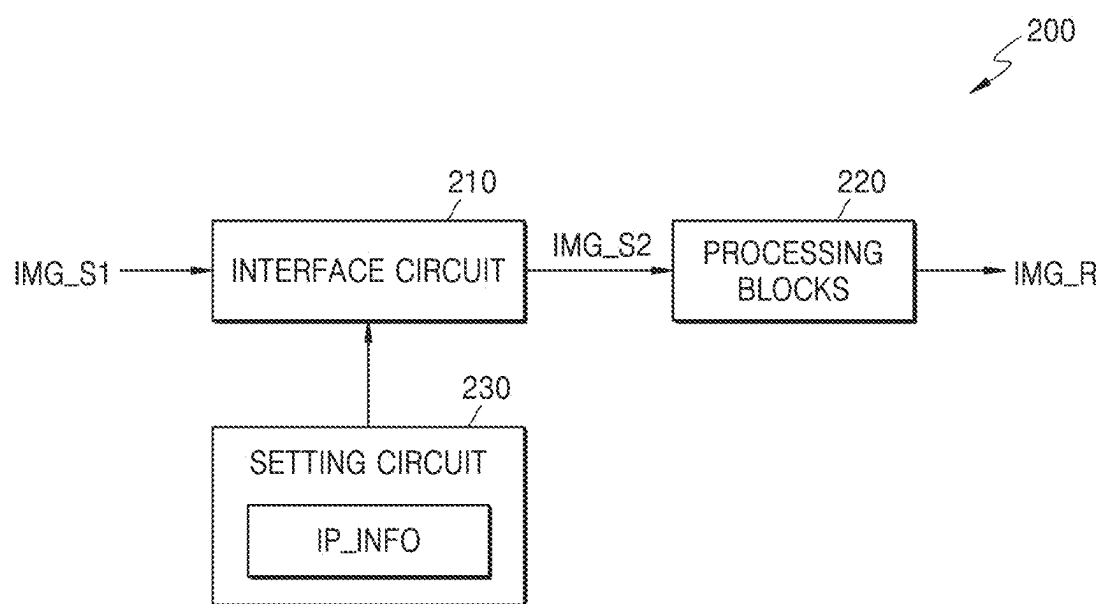 200
210
220
IMG_S1
INTERFACE CIRCUIT
IMG_S2
PROCESSING
BLOCKS
IMG_R
230
SETTING CIRCUIT
IP_INFO